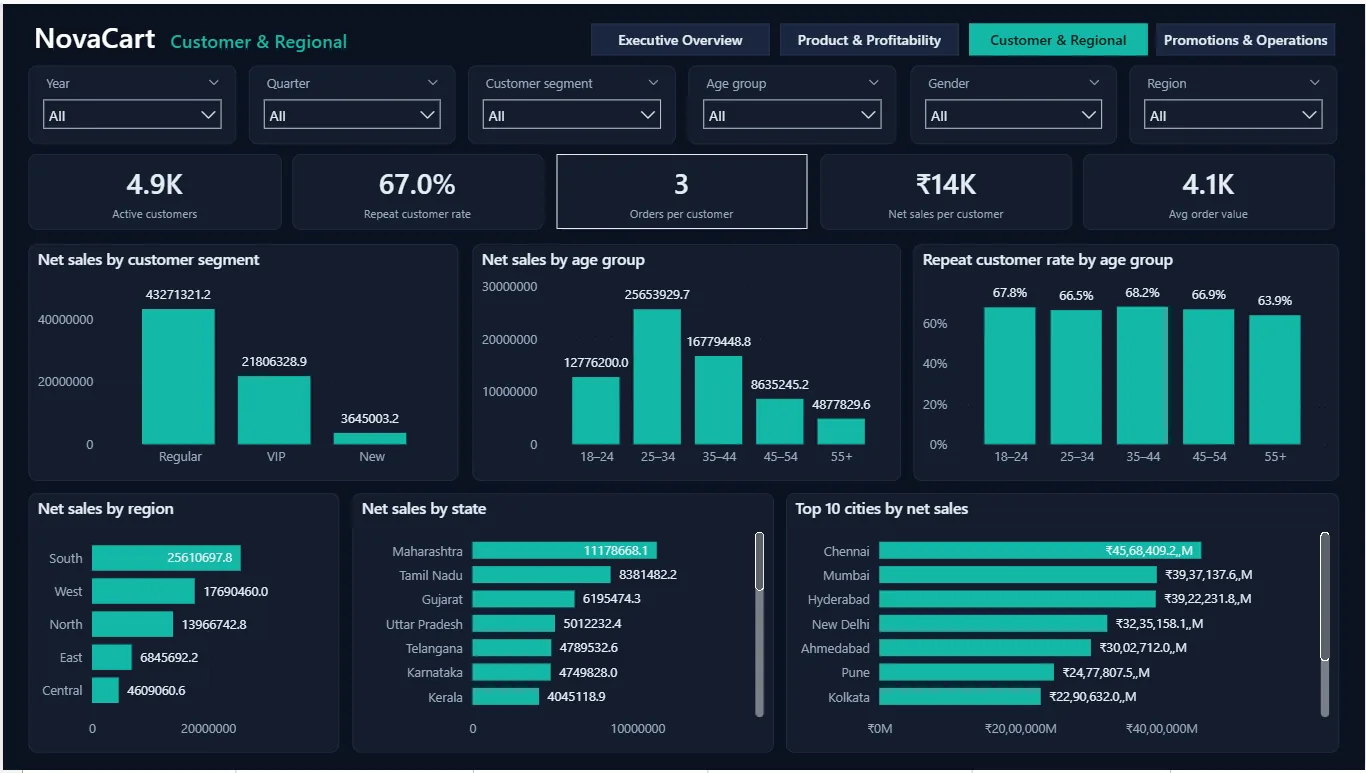 NovaCart Customer & Regional
Executive Overview
Product & Profitability
Customer & Regional
Promotions & Operations
Year
All
Quarter
All
Customer segment
All
Age group
All
Gender
All
Region
All
4.9K
Active customers
67.0%
Repeat customer rate
3
Orders per customer
₹14K
Net sales per customer
4.1K
Avg order value
Net sales by customer segment
43271321.2
40000000
21806328.9
20000000
3645003.2
0
Regular VIP New
Net sales by age group
30000000
25653929.7
20000000
16779448.8
12776200.0
10000000
8635245.2
4877829.6
0
18–24 25–34 35–44 45–54 55+
Repeat customer rate by age group
67.8% 66.5% 68.2% 66.9% 63.9%
60%
40%
20%
0%
18–24 25–34 35–44 45–54 55+
Net sales by region
South 25610697.8
West 17690460.0
North 13966742.8
East 6845692.2
Central 4609060.6
0 20000000
Net sales by state
Maharashtra 11178668.1
Tamil Nadu 8381482.2
Gujarat 6195474.3
Uttar Pradesh 5012232.4
Telangana 4789532.6
Karnataka 4749828.0
Kerala 4045118.9
0 10000000
Top 10 cities by net sales
Chennai ₹45,68,409.2,,M
Mumbai ₹39,37,137.6,,M
Hyderabad ₹39,22,231.8,,M
New Delhi ₹32,35,158.1,,M
Ahmedabad ₹30,02,712.0,,M
Pune ₹24,77,807.5,,M
Kolkata ₹22,90,632.0,,M
₹0M ₹20,00,000M ₹40,00,000M